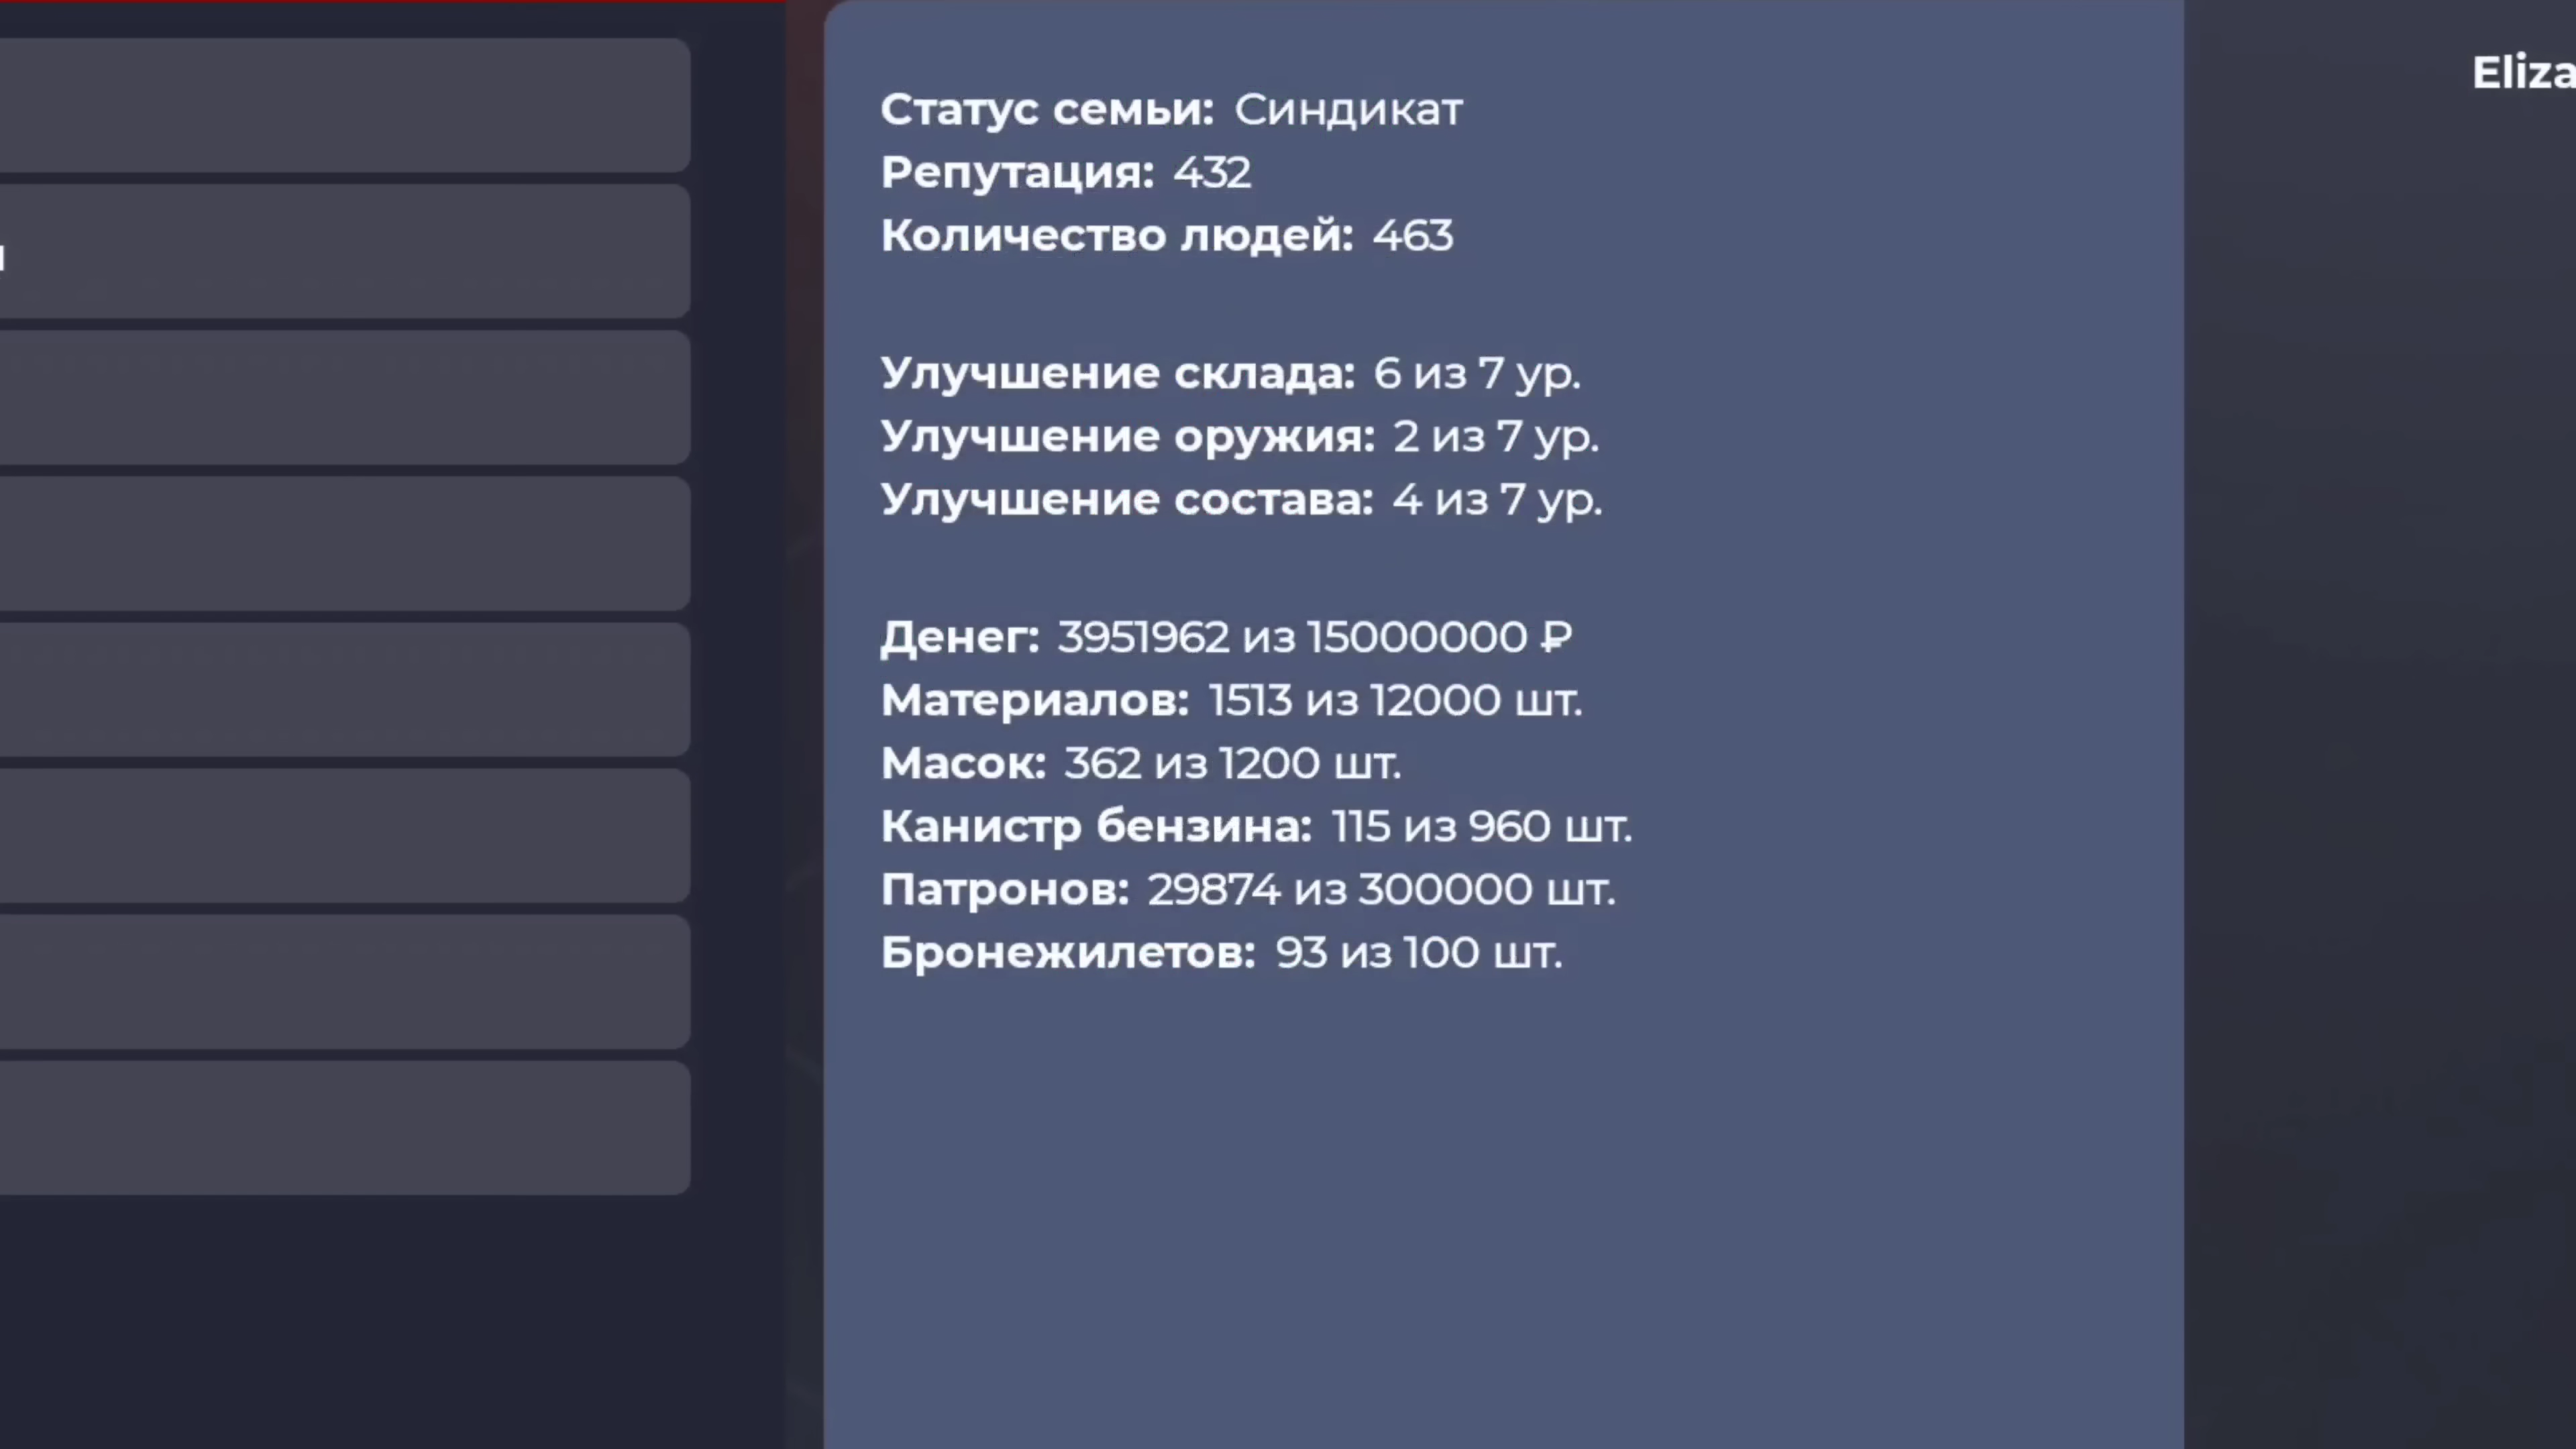 Статус семьи: Синдикат
Репутация: 432
Количество людей: 463
Улучшение склада: 6 из 7 ур.
Улучшение оружия: 2 из 7 ур.
Улучшение состава: 4 из 7 ур.
Денег: 3951962 из 15000000 ₽
Материалов: 1513 из 12000 шт.
Масок: 362 из 1200 шт.
Канистр бензина: 115 из 960 шт.
Патронов: 29874 из 300000 шт.
Бронежилетов: 93 из 100 шт.
Eliza